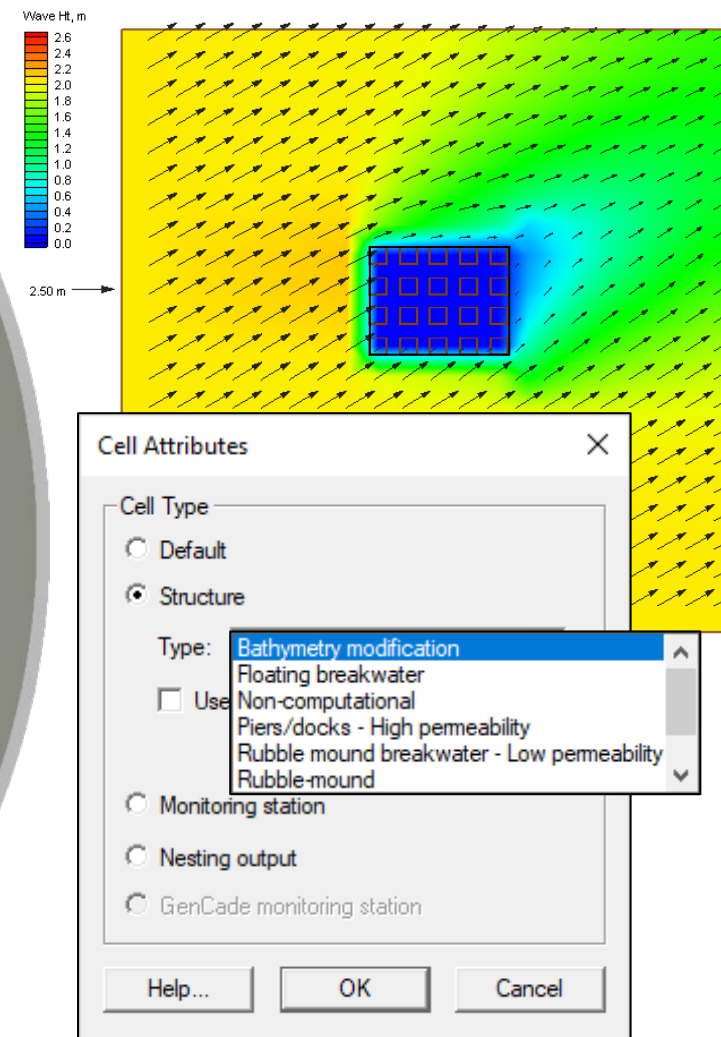 Wave Ht, m
2.6
2.4
2.2
2.0
1.8
1.6
1.4
1.2
1.0
0.8
0.6
0.4
0.2
0.0
2.50 m
Cell Attributes
Cell Type
Default
Structure
Type:
Bathymetry modification
Floating breakwater
Use
Non-computational
Piers/docks - High permeability
Rubble mound breakwater - Low permeability
Rubble-mound
Monitoring station
Nesting output
GenCade monitoring station
Help...
OK
Cancel